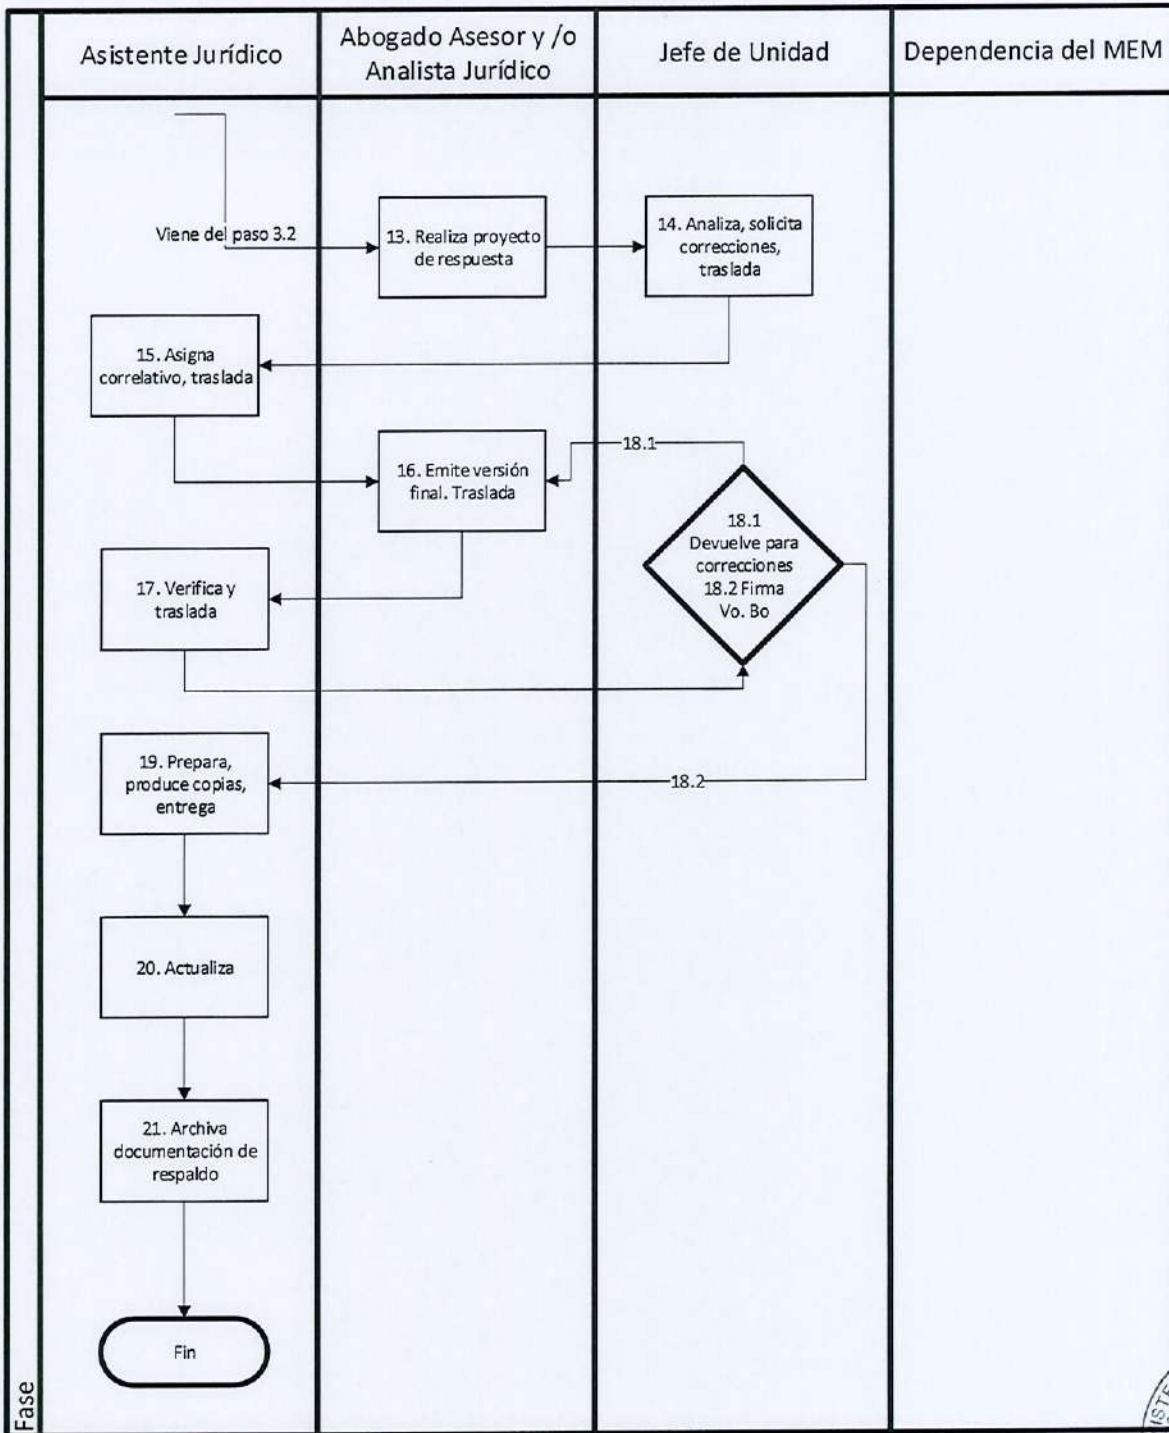 Asistente Jurídico
Abogado Asesor y /o
Analista Jurídico
Jefe de Unidad
Dependencia del MEM
Viene del paso 3.2
13. Realiza proyecto
de respuesta
14. Analiza, solicita
correcciones,
traslada
15. Asigna
correlativo, traslada
16. Emite versión
final. Traslada
18.1
18.1
Devuelve para
correcciones
18.2 Firma
Vo. Bo
17. Verifica y
traslada
19. Prepara,
produce copias,
entrega
18.2
20. Actualiza
21. Archiva
documentación de
respaldo
Fin
Fase